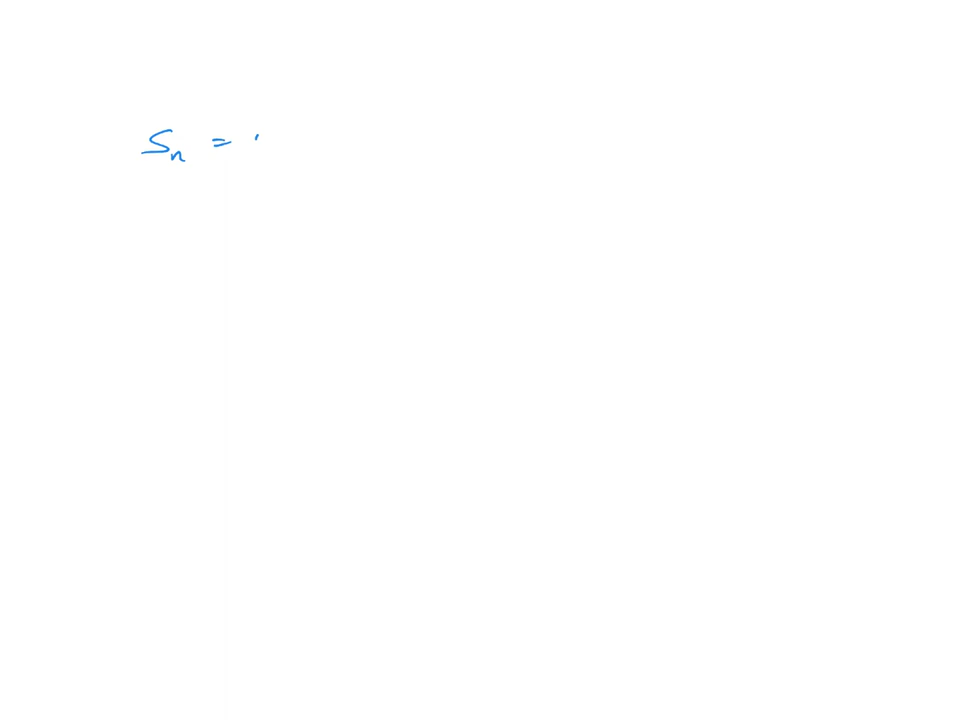 Sₙ =